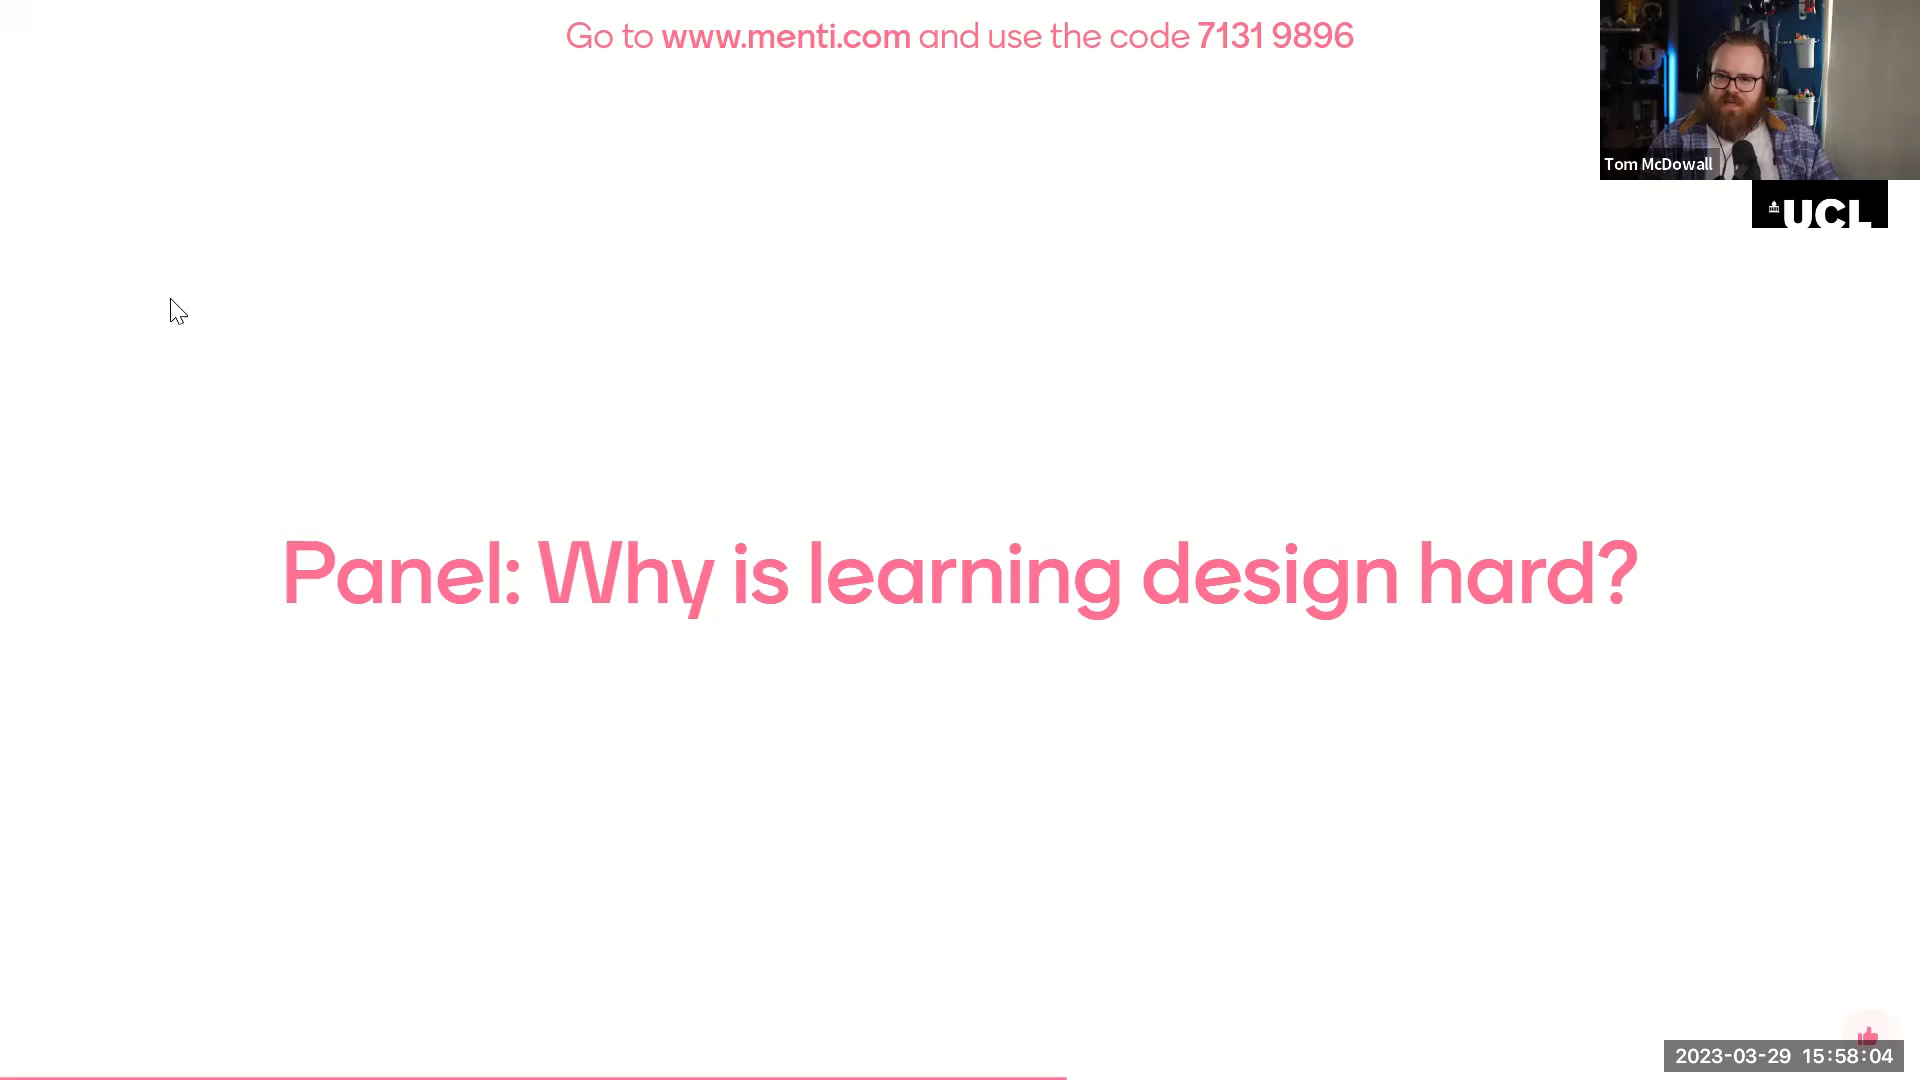 Go to www.menti.com and use the code 7131 9896
Tom McDowall
UCL
Panel: Why is learning design hard?
2023-03-29 15:58:04